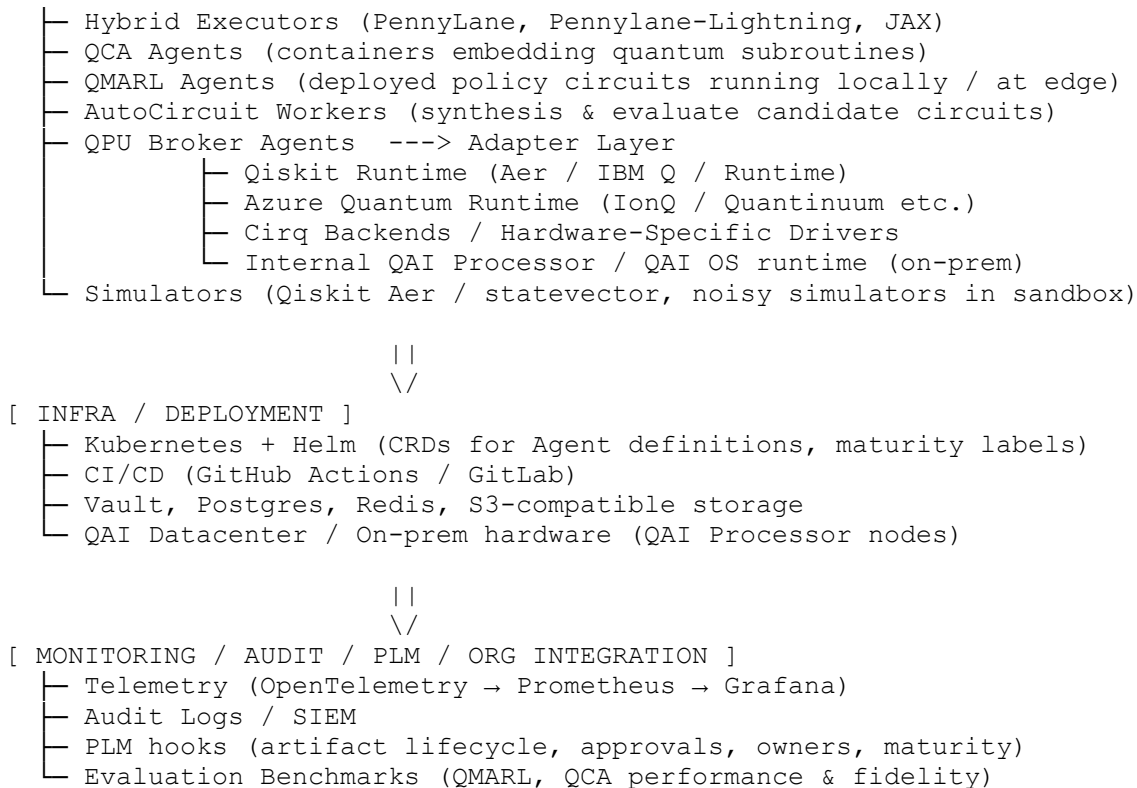 ├─ Hybrid Executors (PennyLane, Pennylane-Lightning, JAX)
├─ QCA Agents (containers embedding quantum subroutines)
├─ QMARL Agents (deployed policy circuits running locally / at edge)
├─ AutoCircuit Workers (synthesis & evaluate candidate circuits)
├─ QPU Broker Agents ---> Adapter Layer
│ ├─ Qiskit Runtime (Aer / IBM Q / Runtime)
│ ├─ Azure Quantum Runtime (IonQ / Quantinuum etc.)
│ ├─ Cirq Backends / Hardware-Specific Drivers
│ └─ Internal QAI Processor / QAI OS runtime (on-prem)
└─ Simulators (Qiskit Aer / statevector, noisy simulators in sandbox)
||
\/
[ INFRA / DEPLOYMENT ]
├─ Kubernetes + Helm (CRDs for Agent definitions, maturity labels)
├─ CI/CD (GitHub Actions / GitLab)
├─ Vault, Postgres, Redis, S3-compatible storage
└─ QAI Datacenter / On-prem hardware (QAI Processor nodes)
||
\/
[ MONITORING / AUDIT / PLM / ORG INTEGRATION ]
├─ Telemetry (OpenTelemetry → Prometheus → Grafana)
├─ Audit Logs / SIEM
├─ PLM hooks (artifact lifecycle, approvals, owners, maturity)
└─ Evaluation Benchmarks (QMARL, QCA performance & fidelity)